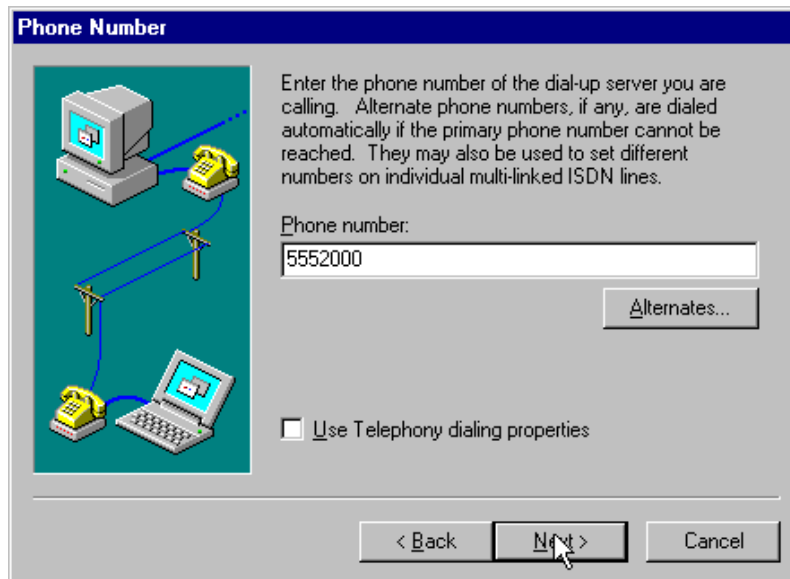 Phone Number
Enter the phone number of the dial-up server you are
calling.  Alternate phone numbers, if any, are dialed
automatically if the primary phone number cannot be
reached.  They may also be used to set different
numbers on individual multi-linked ISDN lines.
Phone number:
5552000
Alternates...
Use Telephony dialing properties
< Back
Next >
Cancel